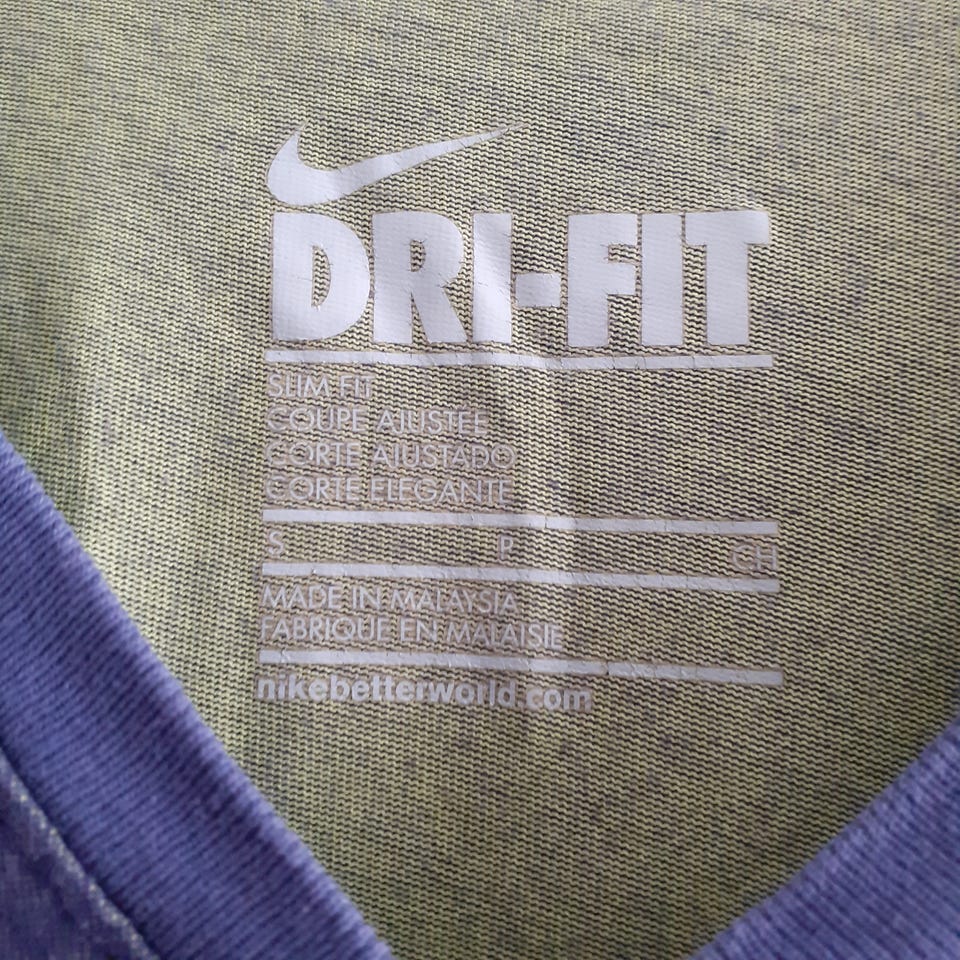 DRI-FIT
SLIM FIT
COUPE AJUSTÉE
CORTE AJUSTADO
CORTE ELEGANTE
S P CH
MADE IN MALAYSIA
FABRIQUÉ EN MALAISIE
nikebetterworld.com